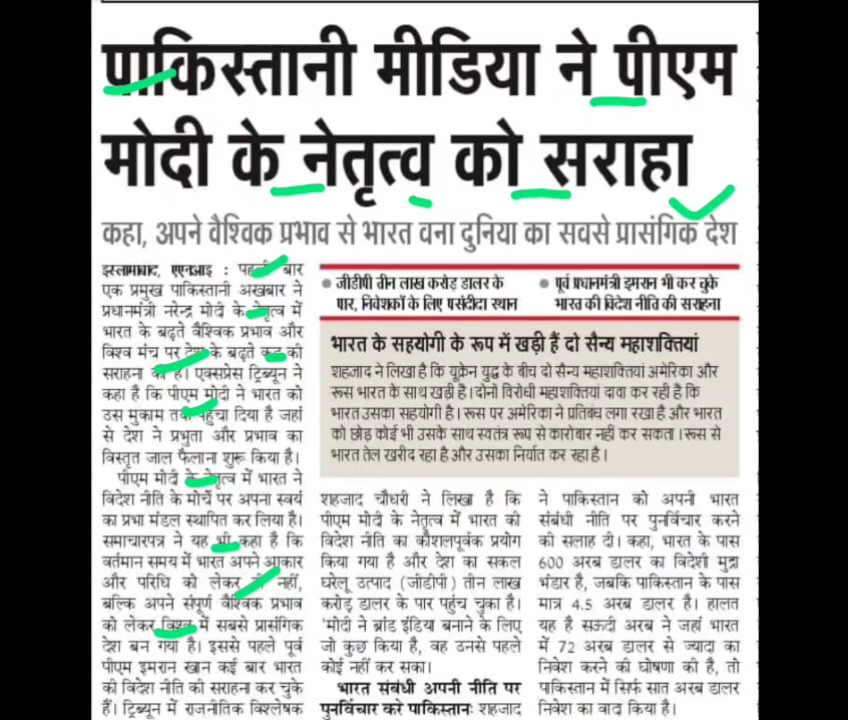 पाकिस्तानी मीडिया ने पीएम
मोदी के नेतृत्व को सराहा
कहा, अपने वैश्विक प्रभाव से भारत बना दुनिया का सबसे प्रासंगिक देश
इस्लामाबाद, एएनआइ : पहली बार
एक प्रमुख पाकिस्तानी अखबार ने
प्रधानमंत्री नरेन्द्र मोदी के नेतृत्व में
भारत के बढ़ते वैश्विक प्रभाव और
विश्व मंच पर देश के बढ़ते कद की
सराहना की है। एक्सप्रेस ट्रिब्यून ने
कहा है कि पीएम मोदी ने भारत को
उस मुकाम तक पहुंचा दिया है जहां
से देश ने प्रभुता और प्रभाव का
विस्तृत जाल फैलाना शुरू किया है।
पीएम मोदी के नेतृत्व में भारत ने
विदेश नीति के मोर्चे पर अपना स्वयं
का प्रभा मंडल स्थापित कर लिया है।
समाचारपत्र ने यह भी कहा है कि
वर्तमान समय में भारत अपने आकार
और परिधि को लेकर ही नहीं,
बल्कि अपने संपूर्ण वैश्विक प्रभाव
को लेकर विश्व में सबसे प्रासंगिक
देश बन गया है। इससे पहले पूर्व
पीएम इमरान खान कई बार भारत
की विदेश नीति की सराहना कर चुके
हैं। ट्रिब्यून में राजनीतिक विश्लेषक
जीडीपी तीन लाख करोड़ डालर के
पार, निवेशकों के लिए पसंदीदा स्थान
पूर्व प्रधानमंत्री इमरान भी कर चुके
भारत की विदेश नीति की सराहना
भारत के सहयोगी के रूप में खड़ी हैं दो सैन्य महाशक्तियां
शहजाद ने लिखा है कि यूक्रेन युद्ध के बीच दो सैन्य महाशक्तियां अमेरिका और
रूस भारत के साथ खड़ी है। दोनों विरोधी महाशक्तियां दावा कर रही हैं कि
भारत उसका सहयोगी है। रूस पर अमेरिका ने प्रतिबंध लगा रखा है और भारत
को छोड़ कोई भी उसके साथ स्वतंत्र रूप से कारोबार नहीं कर सकता। रूस से
भारत तेल खरीद रहा है और उसका निर्यात कर रहा है।
शहजाद चौधरी ने लिखा है कि
पीएम मोदी के नेतृत्व में भारत की
विदेश नीति का कौशलपूर्वक प्रयोग
किया गया है और देश का सकल
घरेलू उत्पाद (जीडीपी) तीन लाख
करोड़ डालर के पार पहुंच चुका है।
'मोदी ने ब्रांड इंडिया बनाने के लिए
जो कुछ किया है, वह उनसे पहले
कोई नहीं कर सका।
भारत संबंधी अपनी नीति पर
पुनर्विचार करे पाकिस्तान: शहजाद
ने पाकिस्तान को अपनी भारत
संबंधी नीति पर पुनर्विचार करने
की सलाह दी। कहा, भारत के पास
600 अरब डालर का विदेशी मुद्रा
भंडार है, जबकि पाकिस्तान के पास
मात्र 4.5 अरब डालर है। हालत
यह है सऊदी अरब ने जहां भारत
में 72 अरब डालर से ज्यादा का
निवेश करने की घोषणा की है, तो
पाकिस्तान में सिर्फ सात अरब डालर
निवेश का वादा किया है।